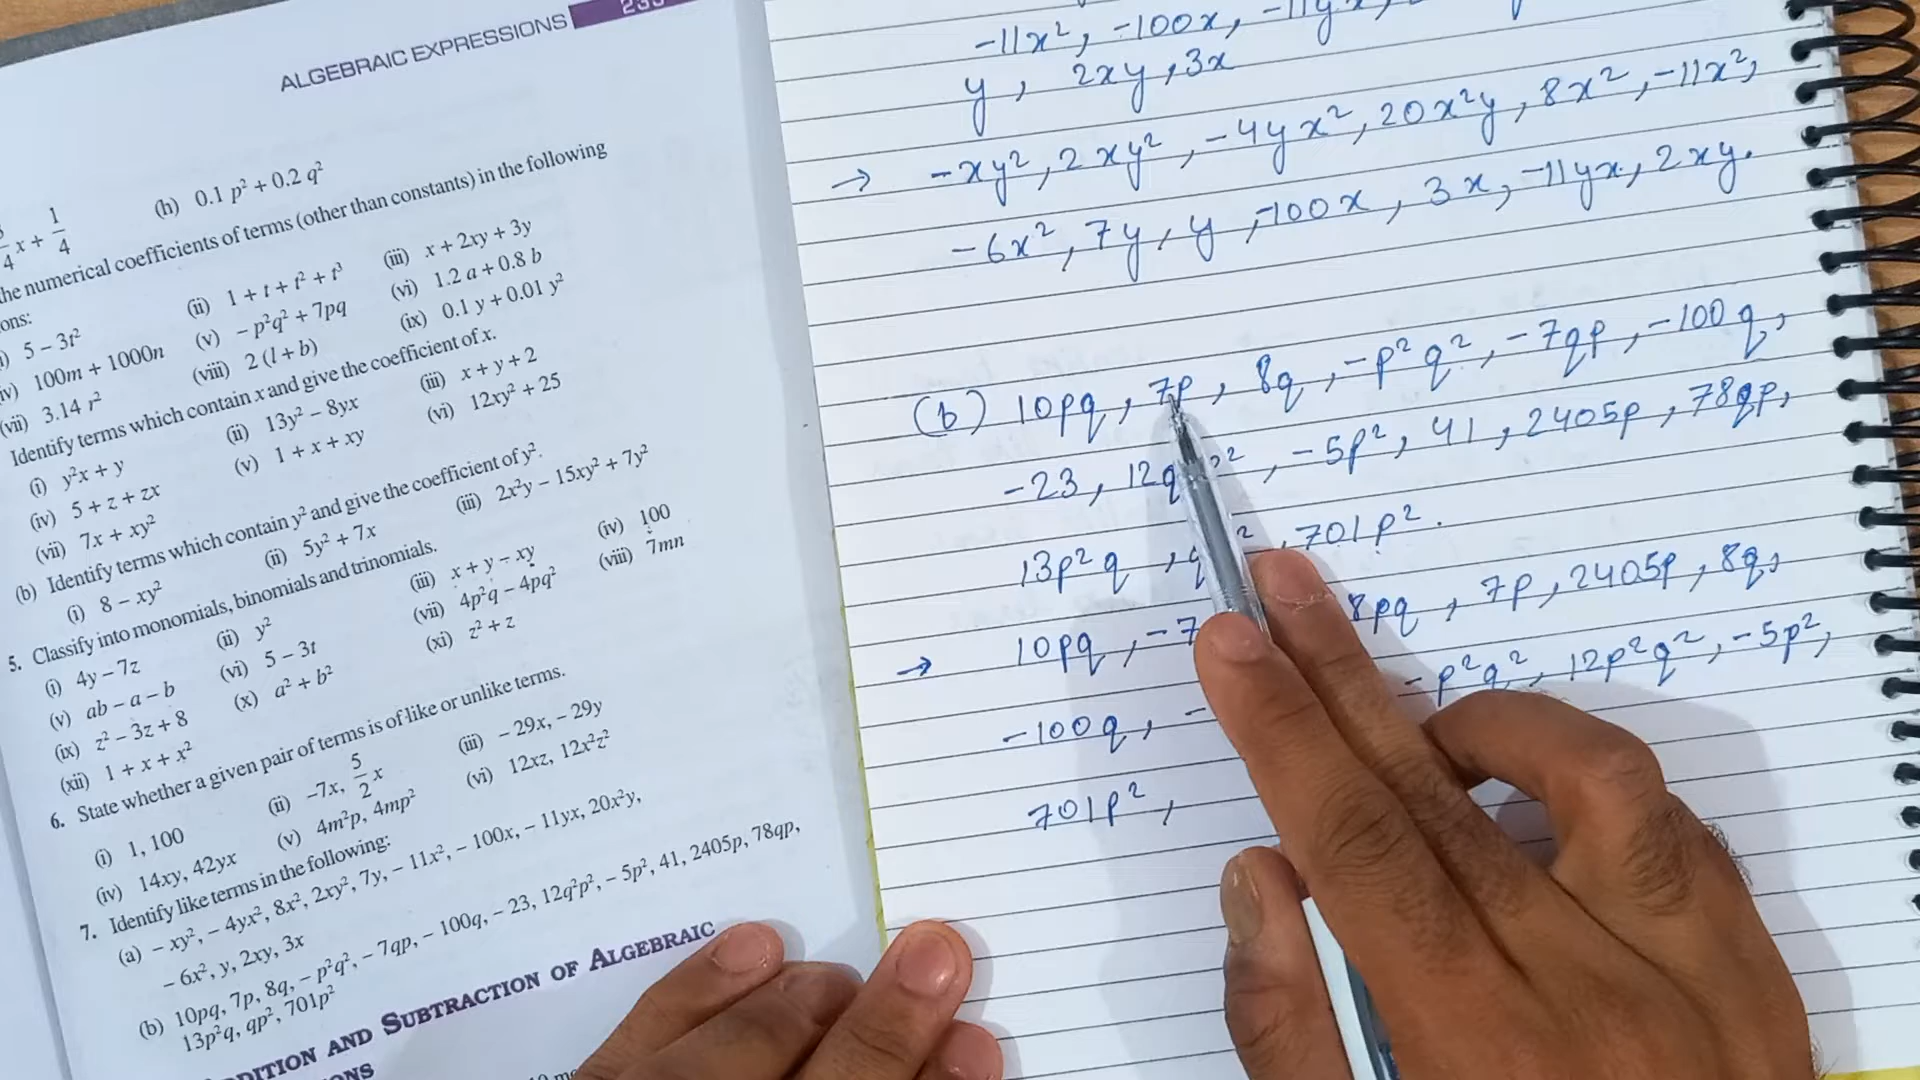 ALGEBRAIC EXPRESSIONS
x + 1/4
(h) 0.1 p² + 0.2 q²
the numerical coefficients of terms (other than constants) in the following
ons:
5 – 3t² (ii) 1 + t + t² + t³ (iii) x + 2xy + 3y
100m + 1000n (v) – p²q² + 7pq (vi) 1.2 a + 0.8 b
(vii) 3.14 r² (viii) 2 (l + b) (ix) 0.1 y + 0.01 y²
Identify terms which contain x and give the coefficient of x.
(i) y²x + y (ii) 13y² – 8yx (iii) x + y + 2
(iv) 5 + z + zx (v) 1 + x + xy (vi) 12xy² + 25
(vii) 7x + xy²
(b) Identify terms which contain y² and give the coefficient of y².
(i) 8 – xy² (ii) 5y² + 7x (iii) 2x²y – 15xy² + 7y²
5. Classify into monomials, binomials and trinomials.
(i) 4y – 7z (ii) y² (iii) x + y – xy (iv) 100
(v) ab – a – b (vi) 5 – 3t (vii) 4p²q – 4pq² (viii) 7mn
(ix) z² – 3z + 8 (x) a² + b² (xi) z² + z
(xii) 1 + x + x²
6. State whether a given pair of terms is of like or unlike terms.
(i) 1, 100 (ii) –7x, 5/2 x (iii) – 29x, – 29y
(iv) 14xy, 42yx (v) 4m²p, 4mp² (vi) 12xz, 12x²z²
7. Identify like terms in the following:
(a) – xy², – 4yx², 8x², 2xy², 7y, – 11x², – 100x, – 11yx, 20x²y,
– 6x², y, 2xy, 3x
(b) 10pq, 7p, 8q, – p²q², – 7qp, – 100q, – 23, 12q²p², – 5p², 41, 2405p, 78qp,
13p²q, qp², 701p²
DDITION AND SUBTRACTION OF ALGEBRAIC
ONS
-11x², -100x,
y, 2xy, 3x
→ -xy², 2xy², -4yx², 20x²y, 8x², -11x²,
-6x², 7y, y, -100x, 3x, -11yx, 2xy.
(b) 10pq, 7p, 8q, -p²q², -7qp, -100q,
-23, 12q , -5p², 41, 2405p, 78qp,
13p²q, q , 701p².
→ 10pq, -7 8pq, 7p, 2405p, 8q,
-100q, - -p²q², 12p²q², -5p²,
701p²,